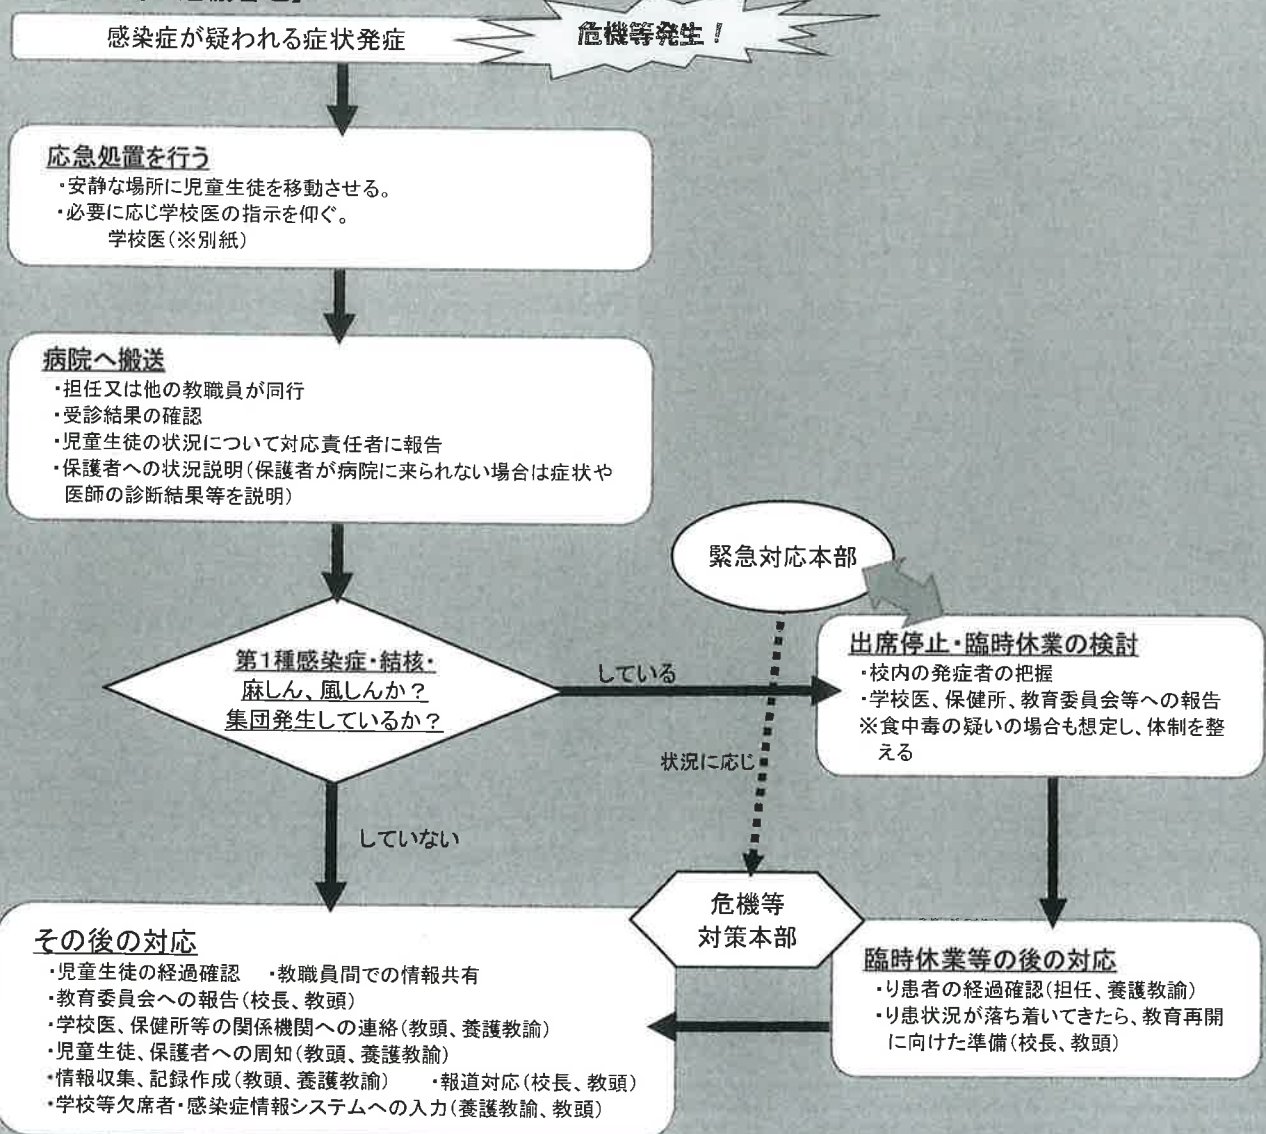 感染症が疑われる症状発症
危機等発生！
応急処置を行う
・安静な場所に児童生徒を移動させる。
・必要に応じ学校医の指示を仰ぐ。
学校医(※別紙)
病院へ搬送
・担任又は他の教職員が同行
・受診結果の確認
・児童生徒の状況について対応責任者に報告
・保護者への状況説明(保護者が病院に来られない場合は症状や
医師の診断結果等を説明)
緊急対応本部
第1種感染症・結核・
麻しん、風しんか？
集団発生しているか？
している
出席停止・臨時休業の検討
・校内の発症者の把握
・学校医、保健所、教育委員会等への報告
※食中毒の疑いの場合も想定し、体制を整
える
状況に応じ
していない
危機等
対策本部
その後の対応
・児童生徒の経過確認　・教職員間での情報共有
・教育委員会への報告(校長、教頭)
・学校医、保健所等の関係機関への連絡(教頭、養護教諭)
・児童生徒、保護者への周知(教頭、養護教諭)
・情報収集、記録作成(教頭、養護教諭)　・報道対応(校長、教頭)
・学校等欠席者・感染症情報システムへの入力(養護教諭、教頭)
臨時休業等の後の対応
・り患者の経過確認(担任、養護教諭)
・り患状況が落ち着いてきたら、教育再開
に向けた準備(校長、教頭)